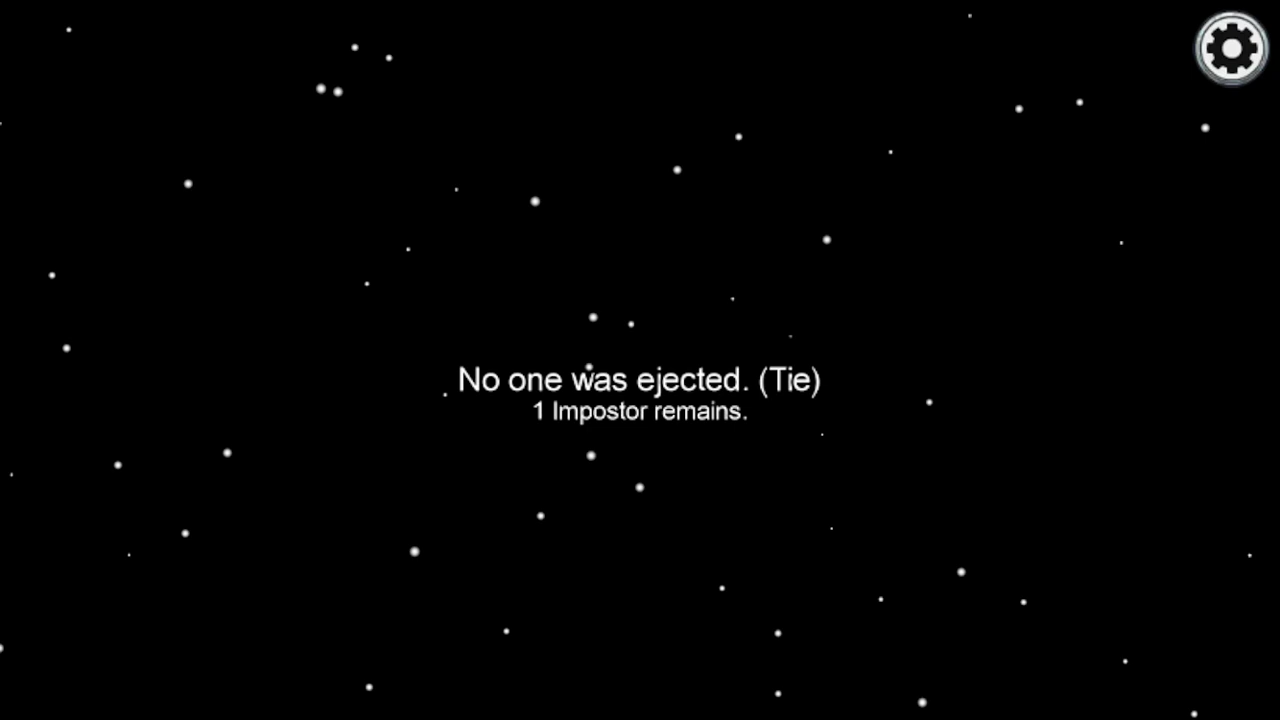 No one was ejected. (Tie)
1 Impostor remains.